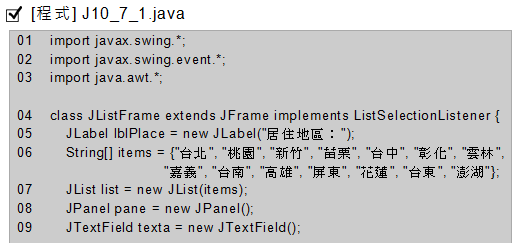 [程式] J10_7_1.java
01 import javax.swing.*;
02 import javax.swing.event.*;
03 import java.awt.*;
04 class JListFrame extends JFrame implements ListSelectionListener {
05 JLabel lblPlace = new JLabel("居住地區：");
06 String[] items = {"台北", "桃園", "新竹", "苗栗", "台中", "彰化", "雲林",
"嘉義", "台南", "高雄", "屏東", "花蓮", "台東", "澎湖"};
07 JList list = new JList(items);
08 JPanel pane = new JPanel();
09 JTextField texta = new JTextField();